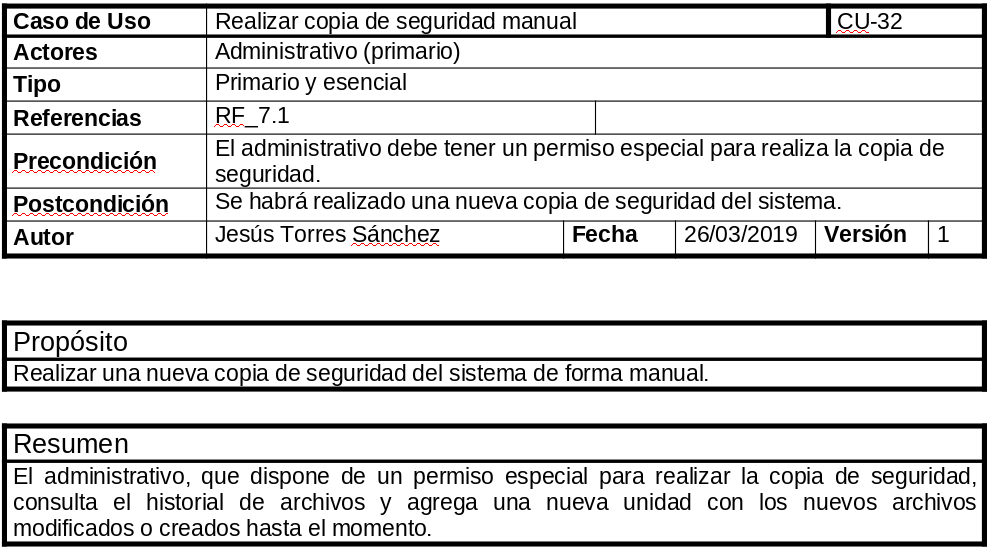 Caso de Uso Realizar copia de seguridad manual CU-32
Actores Administrativo (primario)
Tipo Primario y esencial
Referencias RF_7.1
Precondición El administrativo debe tener un permiso especial para realiza la copia de
seguridad.
Postcondición Se habrá realizado una nueva copia de seguridad del sistema.
Autor Jesús Torres Sánchez Fecha 26/03/2019 Versión 1
Propósito
Realizar una nueva copia de seguridad del sistema de forma manual.
Resumen
El administrativo, que dispone de un permiso especial para realizar la copia de seguridad,
consulta el historial de archivos y agrega una nueva unidad con los nuevos archivos
modificados o creados hasta el momento.